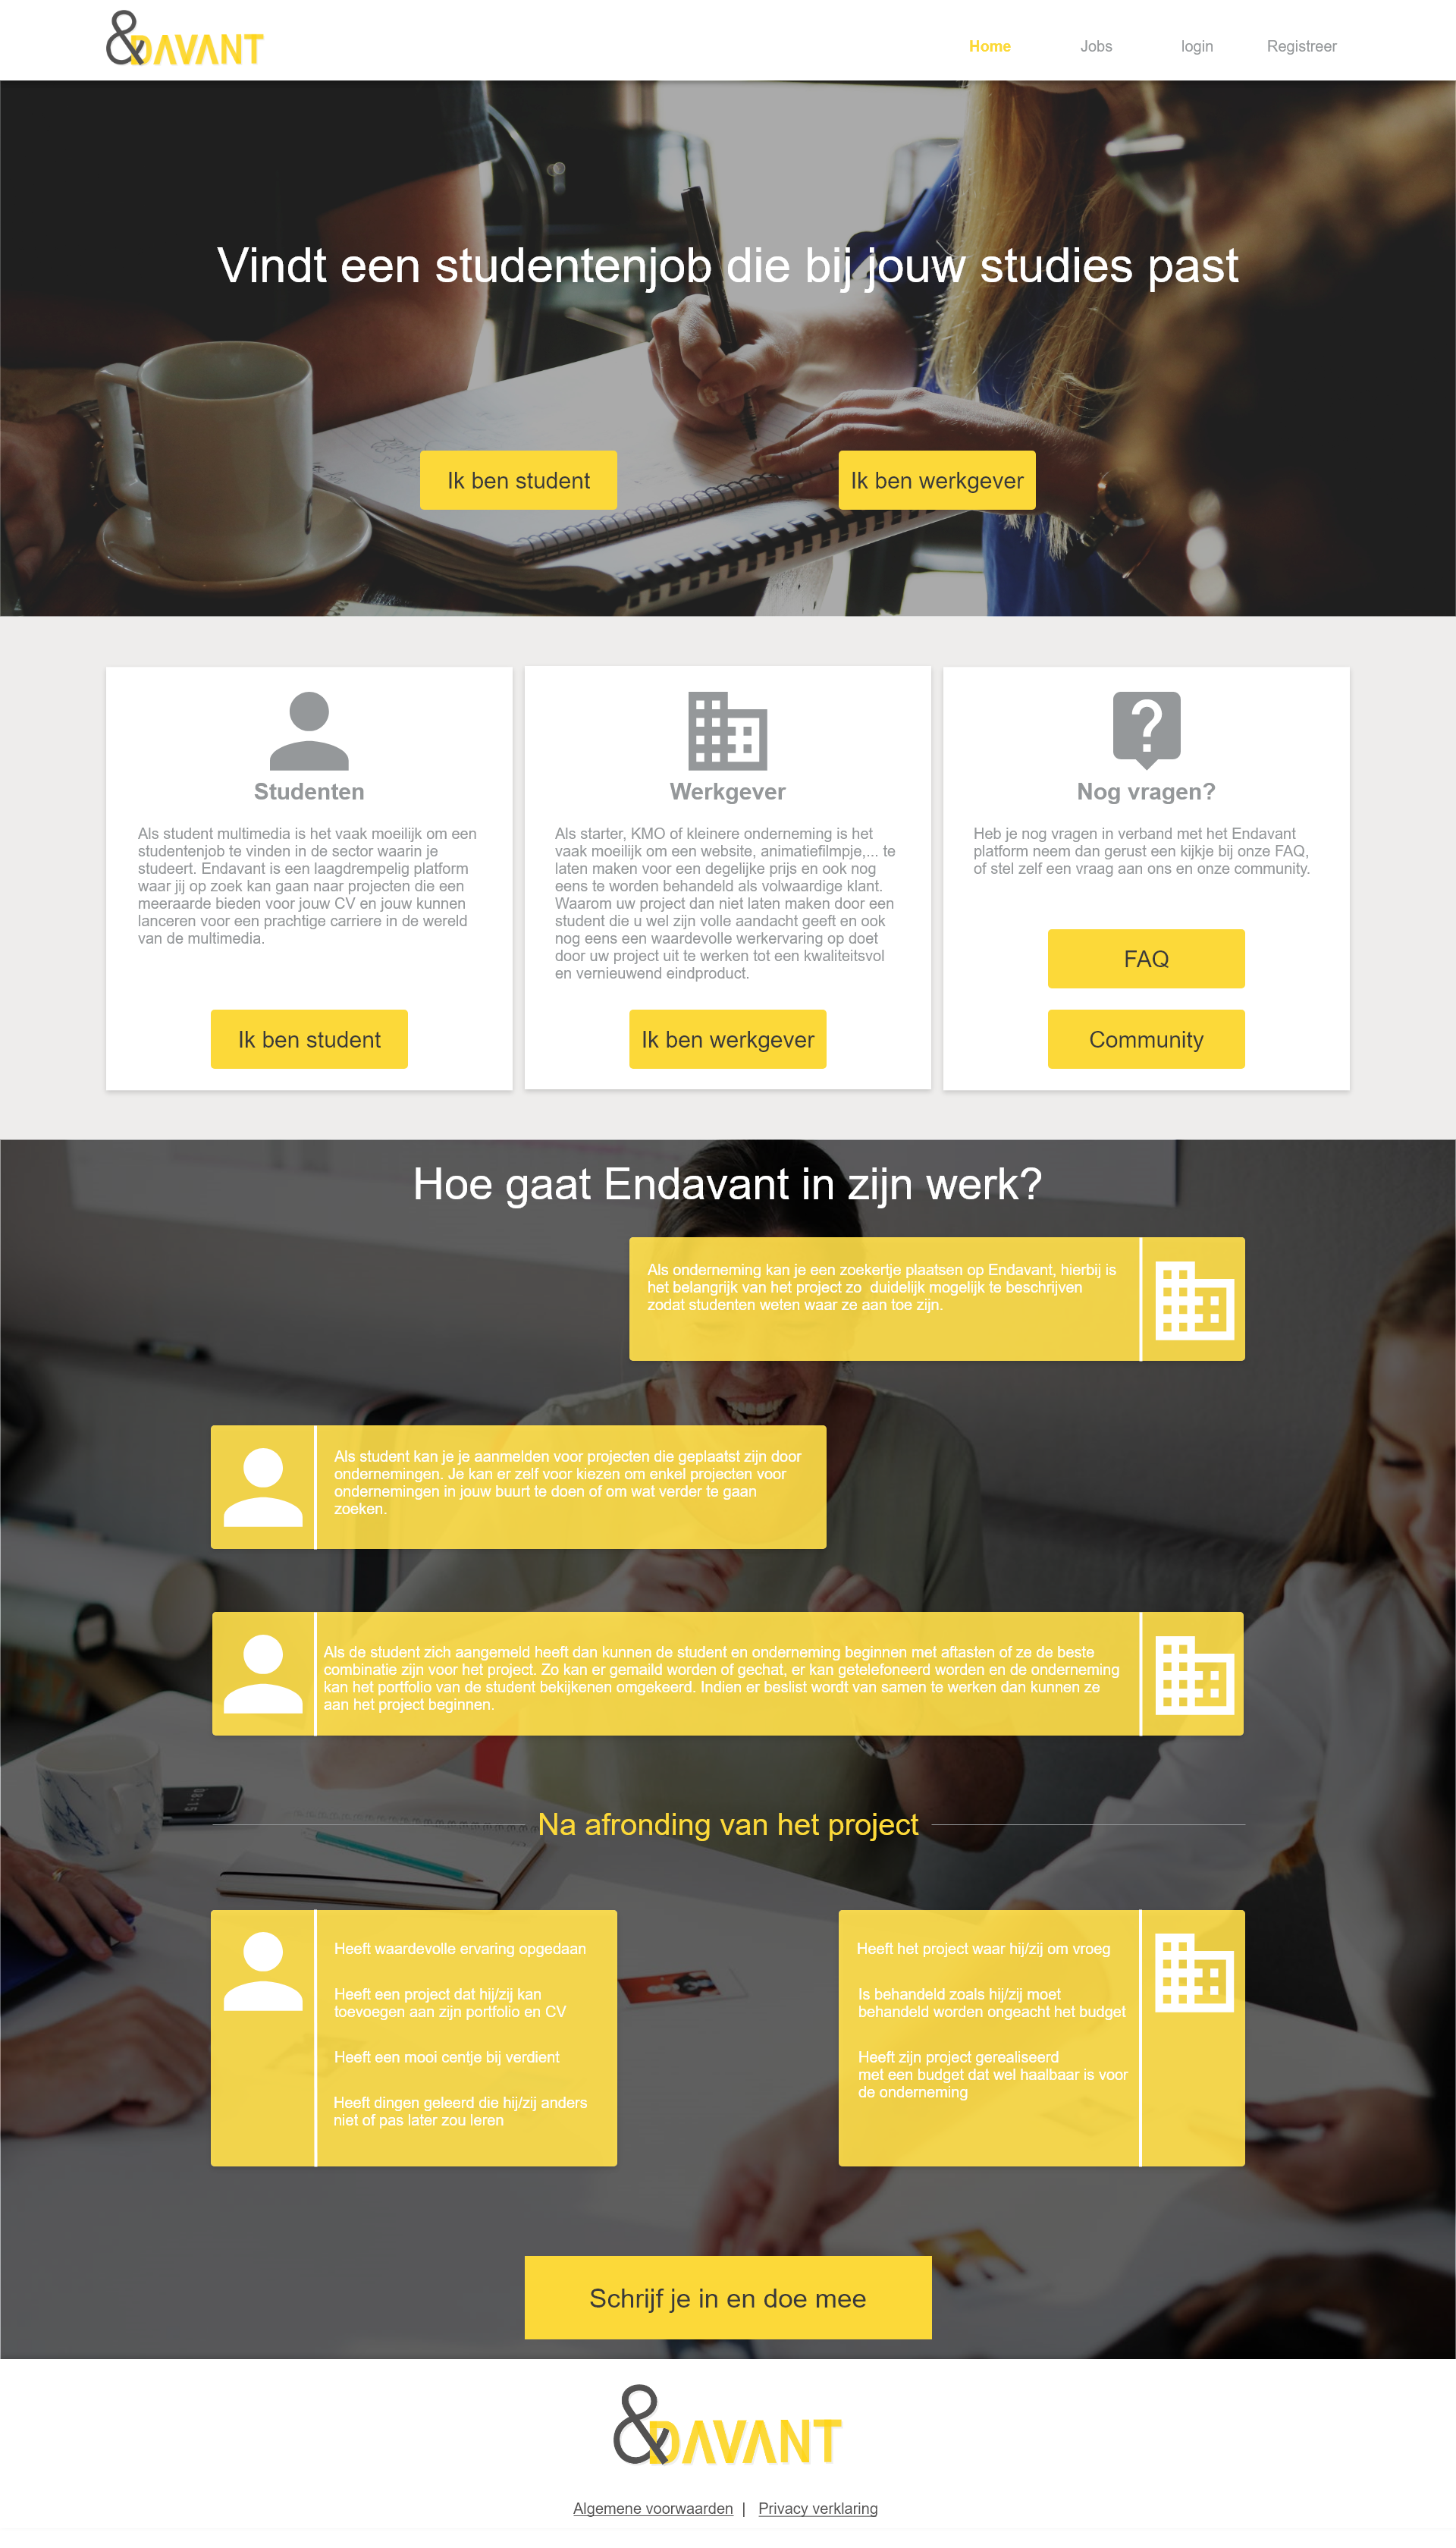 &DAVANT
Home Jobs login Registreer
Vindt een studentenjob die bij jouw studies past
Ik ben student
Ik ben werkgever
Studenten
Als student multimedia is het vaak moeilijk om een
studentenjob te vinden in de sector waarin je
studeert. Endavant is een laagdrempelig platform
waar jij op zoek kan gaan naar projecten die een
meeraarde bieden voor jouw CV en jouw kunnen
lanceren voor een prachtige carriere in de wereld
van de multimedia.
Ik ben student
Werkgever
Als starter, KMO of kleinere onderneming is het
vaak moeilijk om een website, animatiefilmpje,... te
laten maken voor een degelijke prijs en ook nog
eens te worden behandeld als volwaardige klant.
Waarom uw project dan niet laten maken door een
student die u wel zijn volle aandacht geeft en ook
nog eens een waardevolle werkervaring op doet
door uw project uit te werken tot een kwaliteitsvol
en vernieuwend eindproduct.
Ik ben werkgever
Nog vragen?
Heb je nog vragen in verband met het Endavant
platform neem dan gerust een kijkje bij onze FAQ,
of stel zelf een vraag aan ons en onze community.
FAQ
Community
Hoe gaat Endavant in zijn werk?
Als onderneming kan je een zoekertje plaatsen op Endavant, hierbij is
het belangrijk van het project zo  duidelijk mogelijk te beschrijven
zodat studenten weten waar ze aan toe zijn.
Als student kan je je aanmelden voor projecten die geplaatst zijn door
ondernemingen. Je kan er zelf voor kiezen om enkel projecten voor
ondernemingen in jouw buurt te doen of om wat verder te gaan
zoeken.
Als de student zich aangemeld heeft dan kunnen de student en onderneming beginnen met aftasten of ze de beste
combinatie zijn voor het project. Zo kan er gemaild worden of gechat, er kan getelefoneerd worden en de onderneming
kan het portfolio van de student bekijkenen omgekeerd. Indien er beslist wordt van samen te werken dan kunnen ze
aan het project beginnen.
Na afronding van het project
Heeft waardevolle ervaring opgedaan
Heeft een project dat hij/zij kan
toevoegen aan zijn portfolio en CV
Heeft een mooi centje bij verdient
Heeft dingen geleerd die hij/zij anders
niet of pas later zou leren
Heeft het project waar hij/zij om vroeg
Is behandeld zoals hij/zij moet
behandeld worden ongeacht het budget
Heeft zijn project gerealiseerd
met een budget dat wel haalbaar is voor
de onderneming
Schrijf je in en doe mee
&DAVANT
Algemene voorwaarden | Privacy verklaring